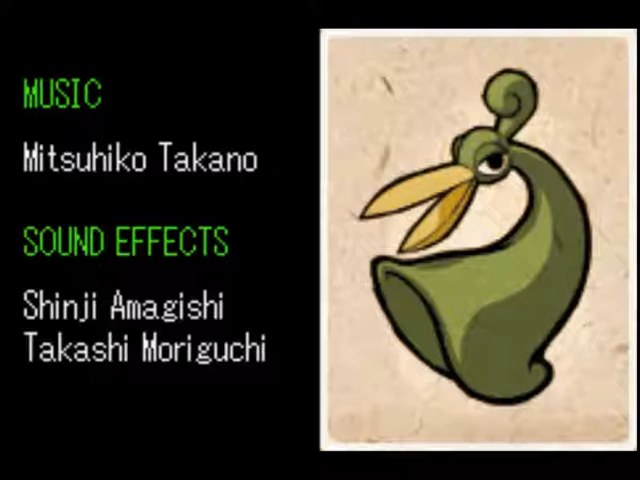 MUSIC
Mitsuhiko Takano
SOUND EFFECTS
Shinji Amagishi
Takashi Moriguchi